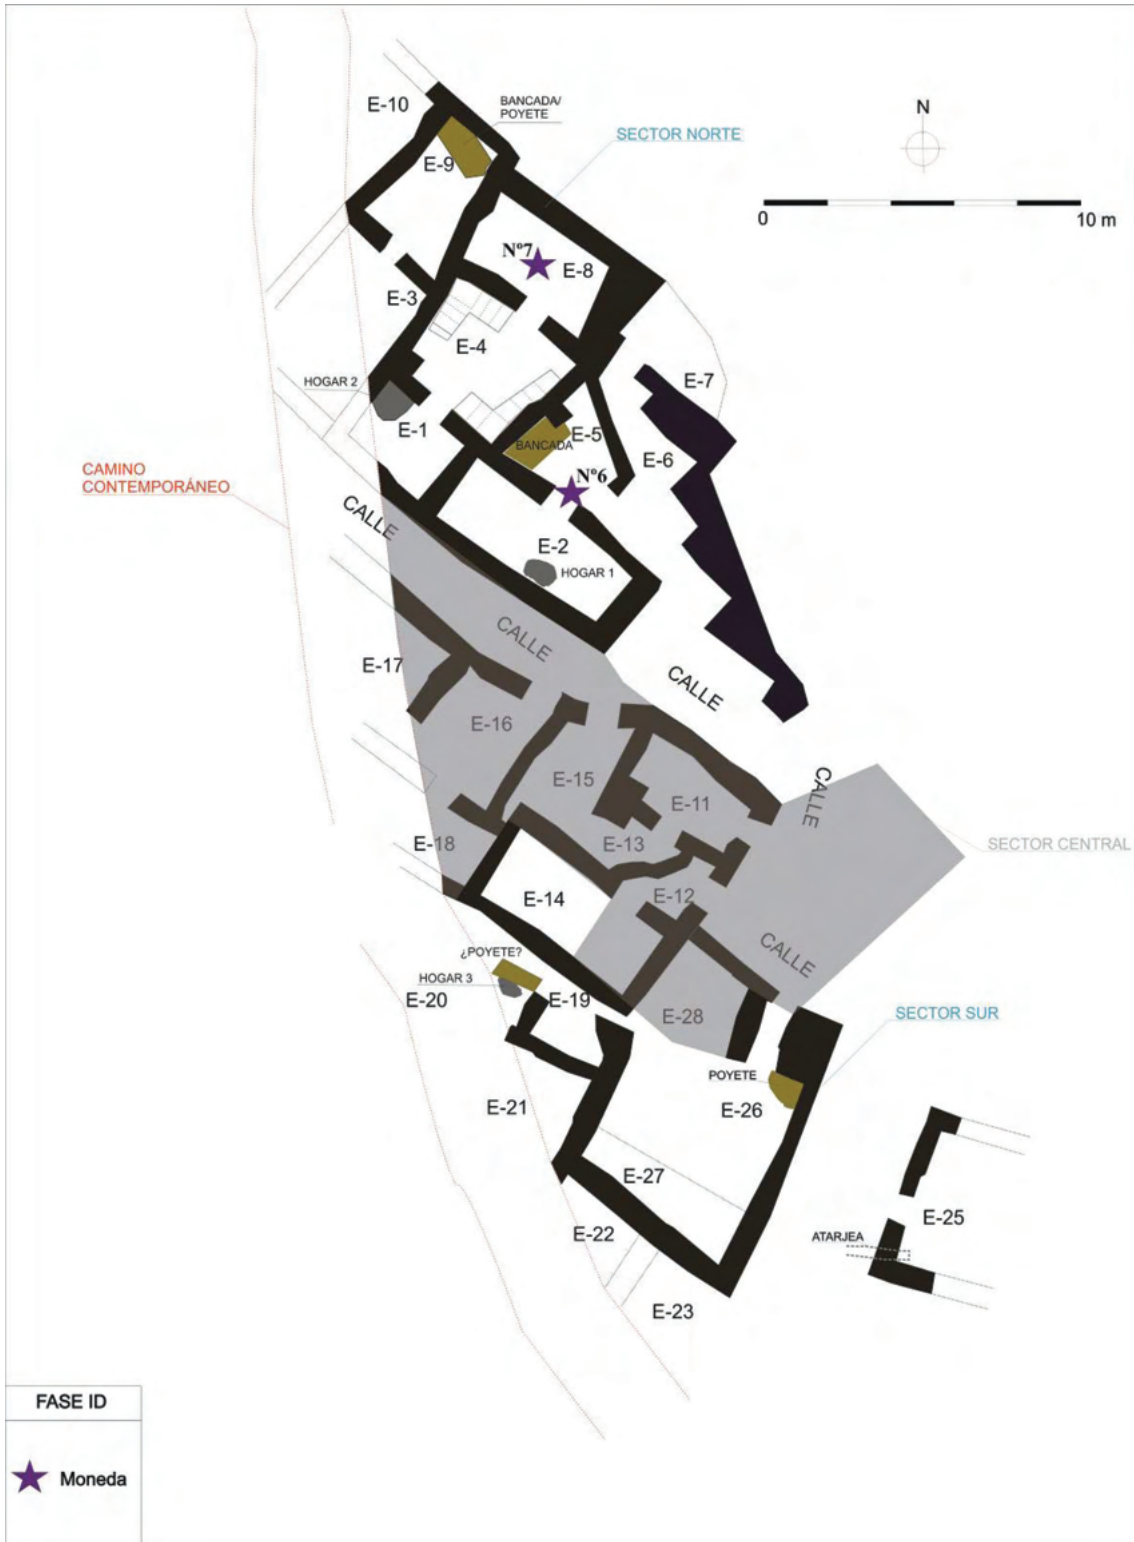 E-10
BANCADA/
POYETE
N
SECTOR NORTE
E-9
0
10 m
Nº7
E-8
E-3
E-4
E-7
HOGAR 2
E-1
E-5
BANCADA
E-6
CAMINO
CONTEMPORÁNEO
Nº6
CALLE
E-2
HOGAR 1
CALLE
CALLE
E-17
E-16
E-15
E-11
CALLE
E-18
E-13
SECTOR CENTRAL
E-14
E-12
CALLE
¿POYETE?
HOGAR 3
E-20
E-19
E-28
SECTOR SUR
POYETE
E-21
E-26
E-27
E-25
E-22
ATARJEA
E-23
FASE ID
Moneda